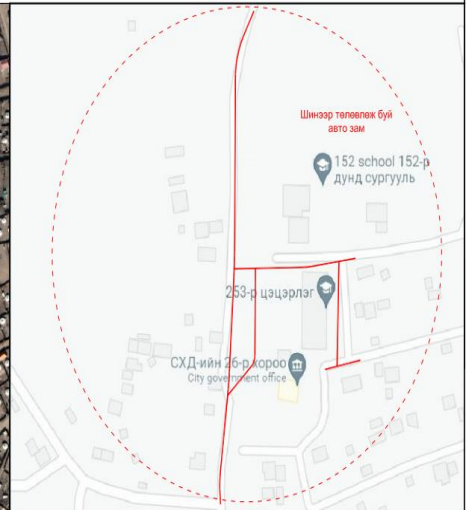 Шинээр төлөвлөж буй
авто зам
152 school 152-р
дунд сургууль
253-р цэцэрлэг
СХД-ийн 26-р хороо
City government office